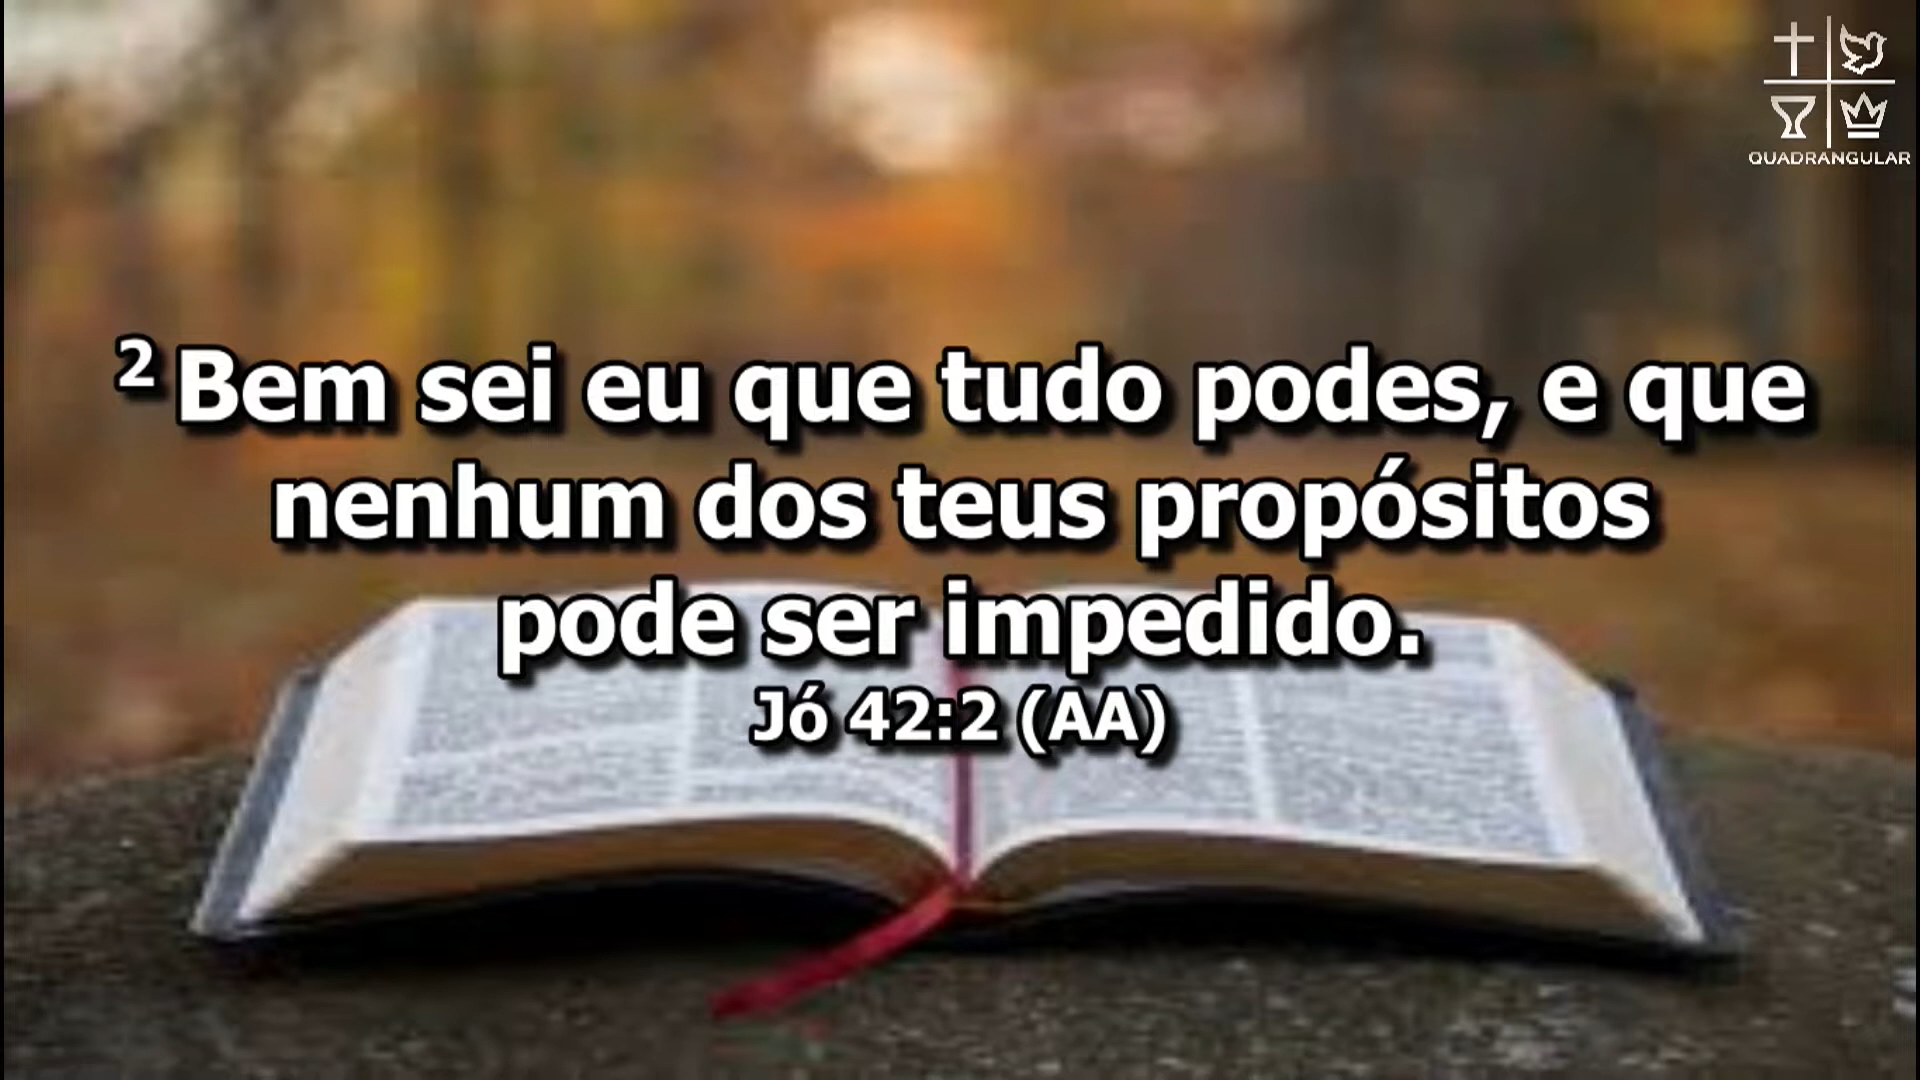 QUADRANGULAR
2 Bem sei eu que tudo podes, e que
nenhum dos teus propósitos
pode ser impedido.
Jó 42:2 (AA)